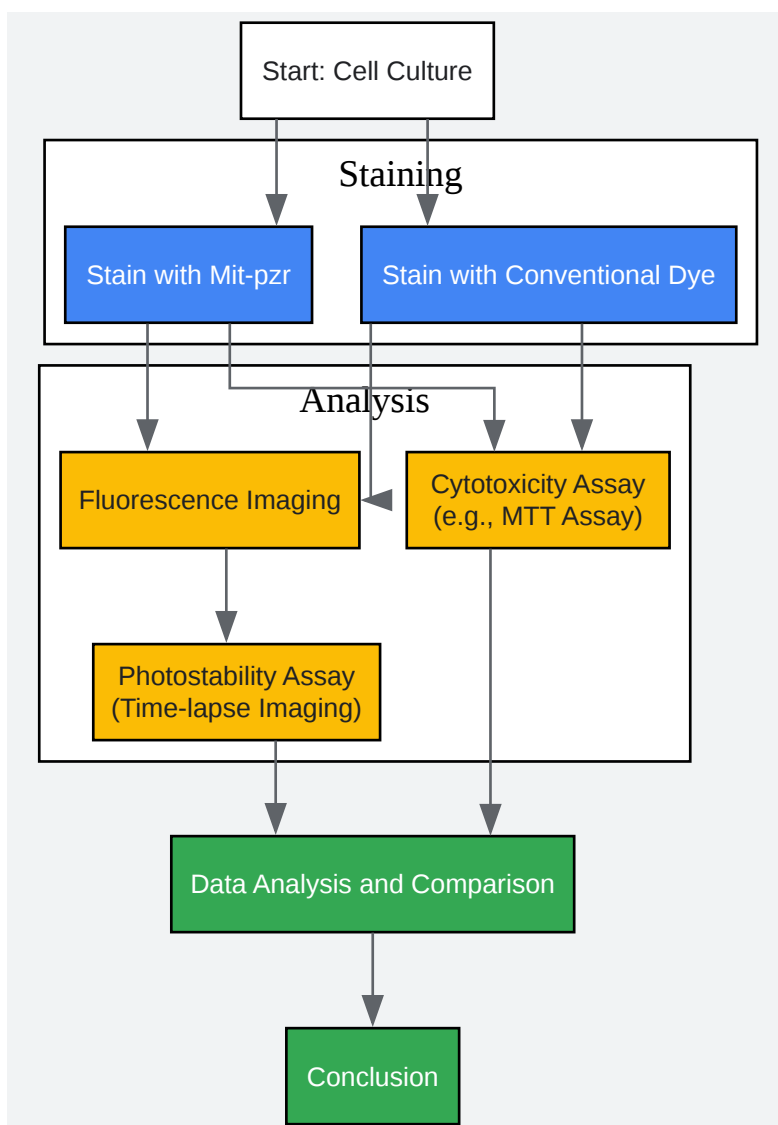 Start: Cell Culture
Staining
Stain with Mit-pzr
Stain with Conventional Dye
Analysis
Fluorescence Imaging
Cytotoxicity Assay
(e.g., MTT Assay)
Photostability Assay
(Time-lapse Imaging)
Data Analysis and Comparison
Conclusion